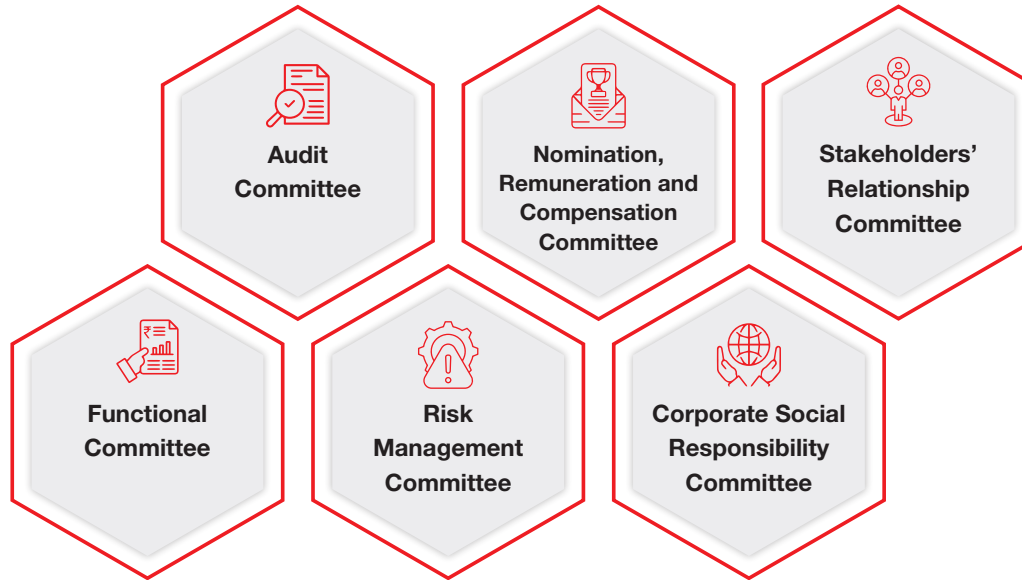 Audit
Committee
Nomination,
Remuneration and
Compensation
Committee
Stakeholders’
Relationship
Committee
₹
Functional
Committee
Risk
Management
Committee
Corporate Social
Responsibility
Committee